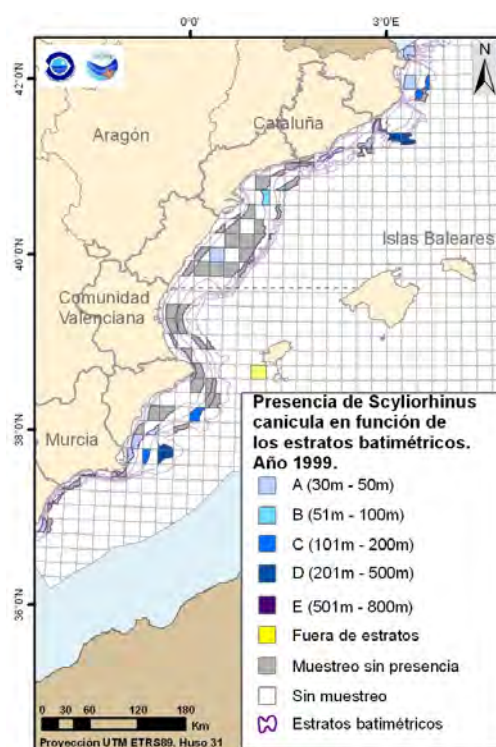 0°0' 3°0'E
N
42°0'N
Aragón
Cataluña
40°0'N
Islas Baleares
Comunidad
Valenciana
38°0'N
Murcia
36°0'N
Presencia de Scyliorhinus
canicula en función de
los estratos batimétricos.
Año 1999.
A (30m - 50m)
B (51m - 100m)
C (101m - 200m)
D (201m - 500m)
E (501m - 800m)
Fuera de estratos
Muestreo sin presencia
Sin muestreo
Estratos batimétricos
0 30 60 120 180
Km
Proyección UTM ETRS89. Huso 31